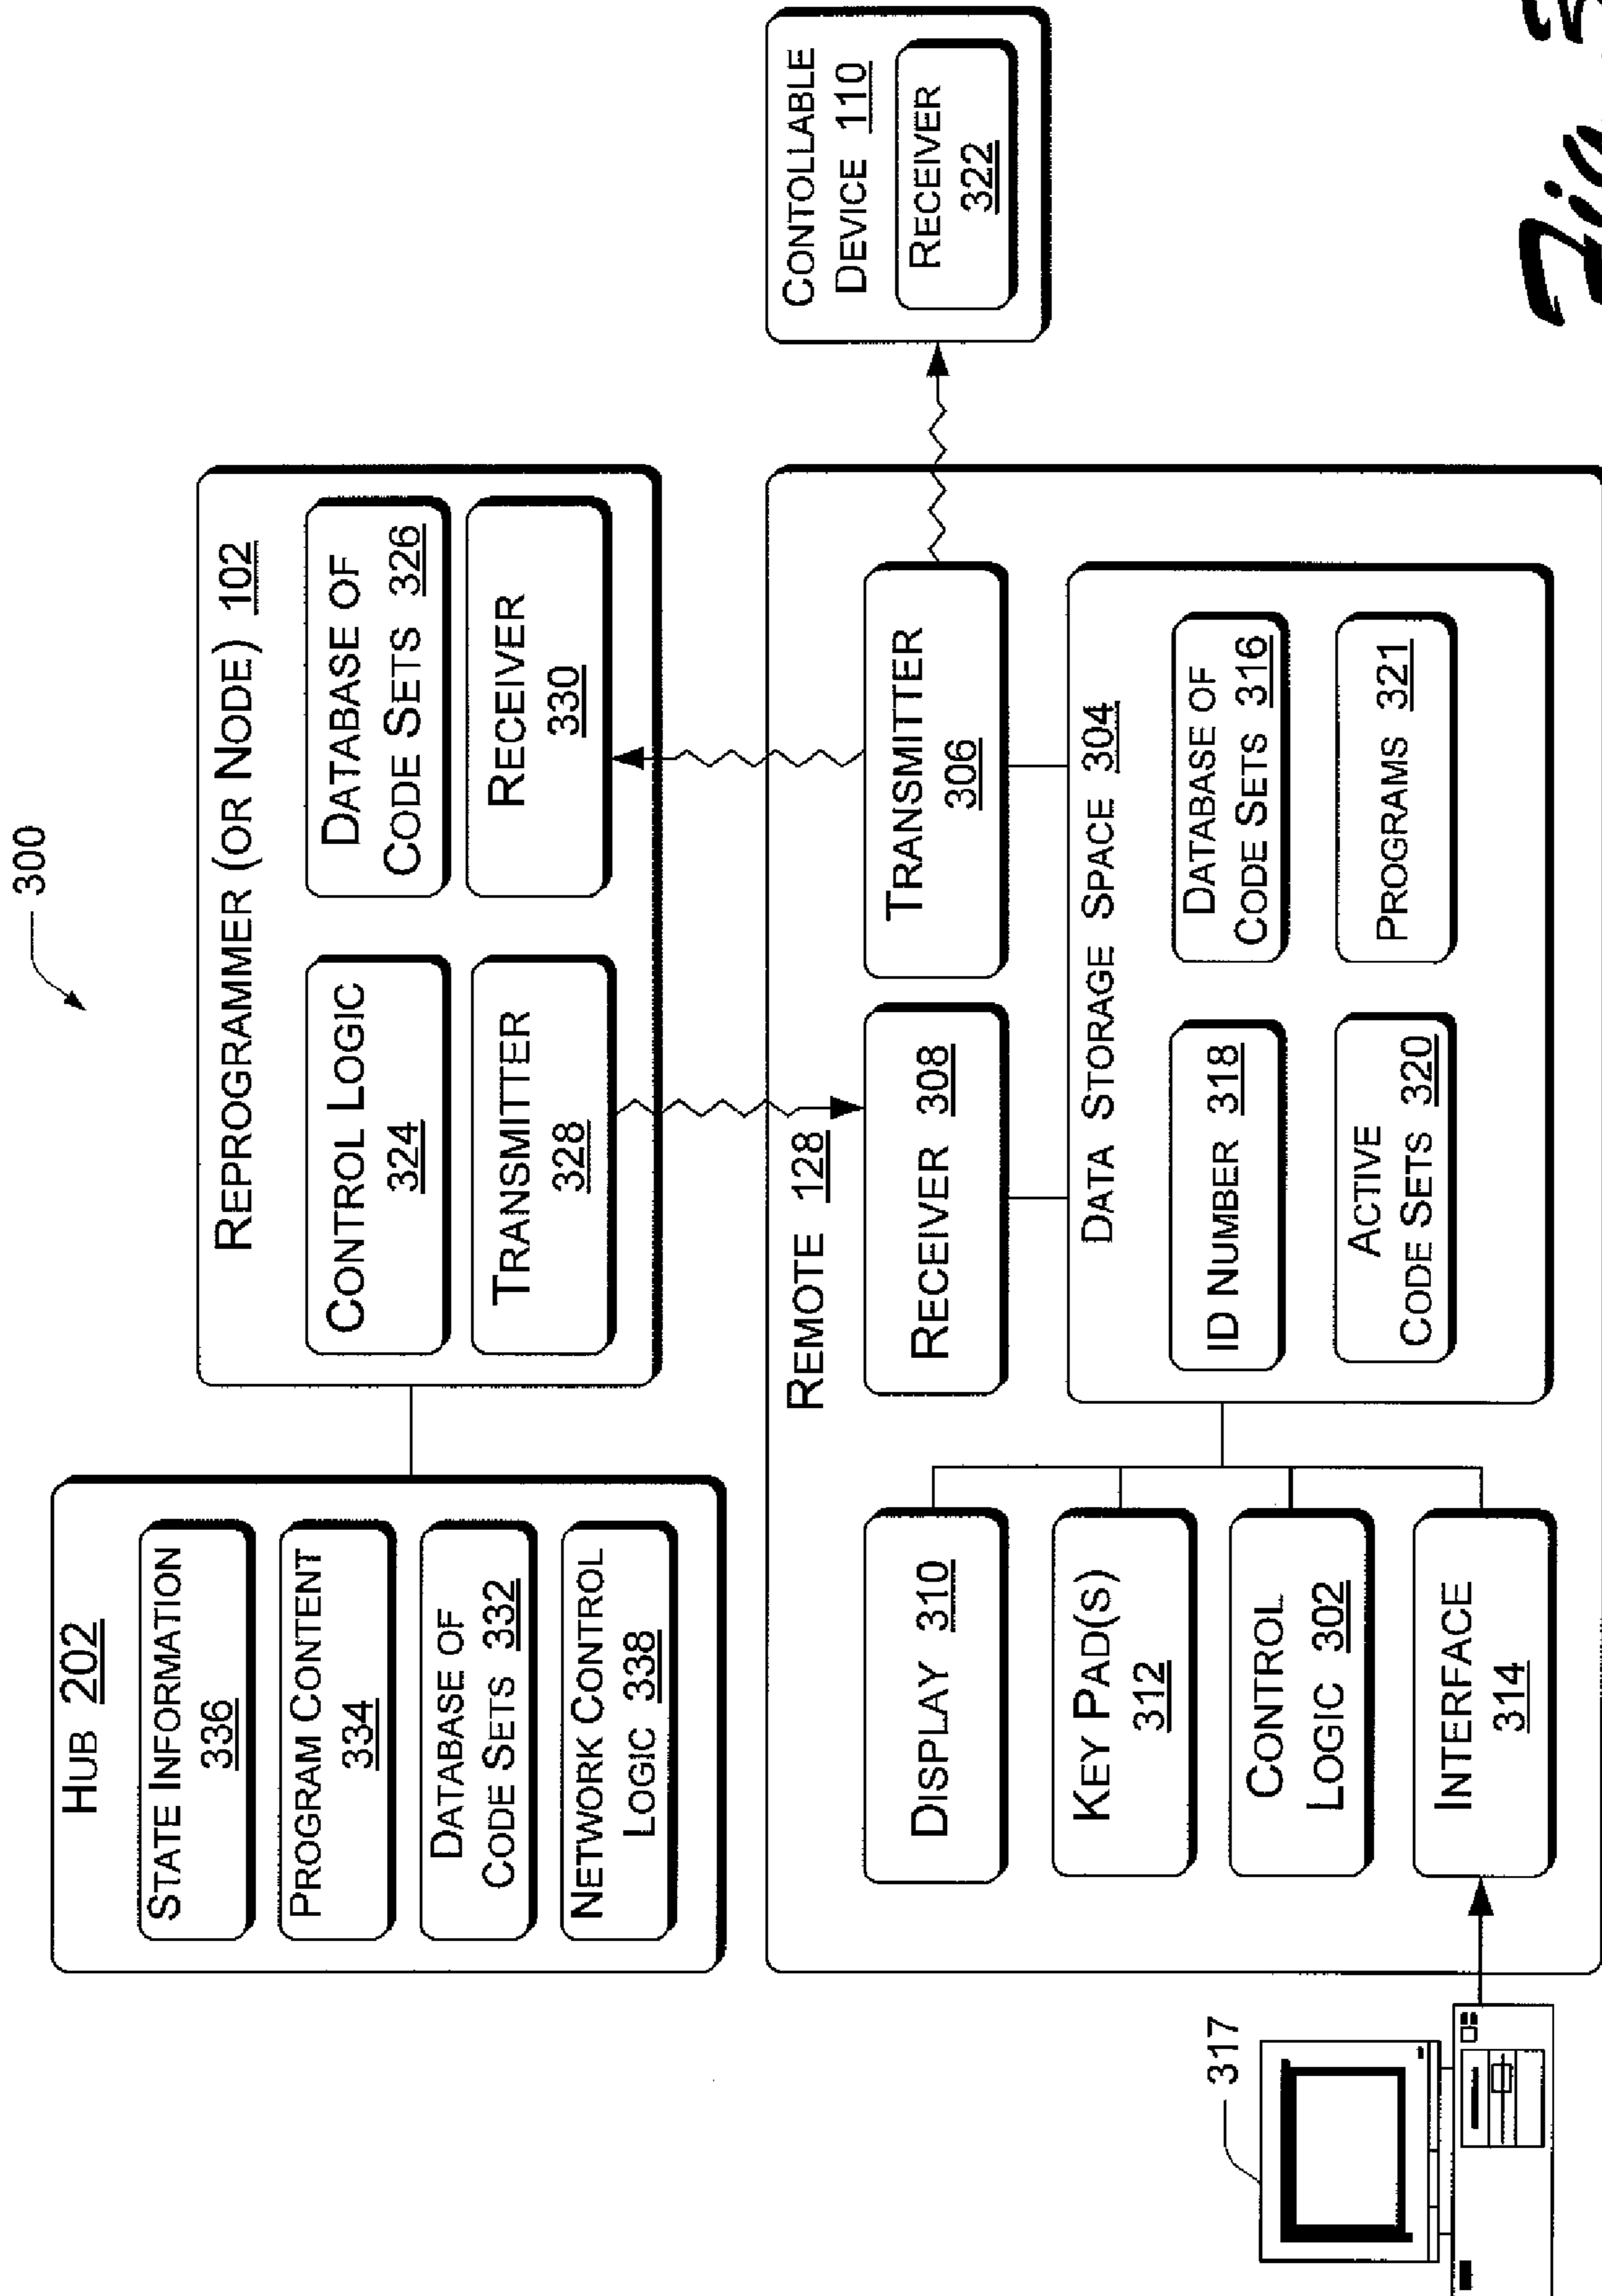 300
HUB 202
STATE INFORMATION
336
PROGRAM CONTENT
334
DATABASE OF
CODE SETS 332
NETWORK CONTROL
LOGIC 338
REPROGRAMMER (OR NODE) 102
CONTROL LOGIC
324
DATABASE OF
CODE SETS 326
TRANSMITTER
328
RECEIVER
330
REMOTE 128
DISPLAY 310
KEY PAD(S)
312
CONTROL
LOGIC 302
INTERFACE
314
RECEIVER 308
TRANSMITTER
306
DATA STORAGE SPACE 304
ID NUMBER 318
DATABASE OF
CODE SETS 316
ACTIVE
CODE SETS 320
PROGRAMS 321
CONTOLLABLE
DEVICE 110
RECEIVER
322
317